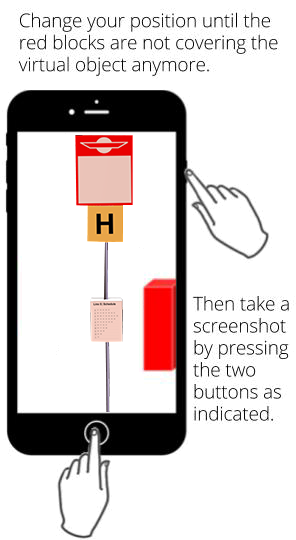 Change your position until the
red blocks are not covering the
virtual object anymore.
H
Then take a
screenshot
by pressing
the two
buttons as
indicated.